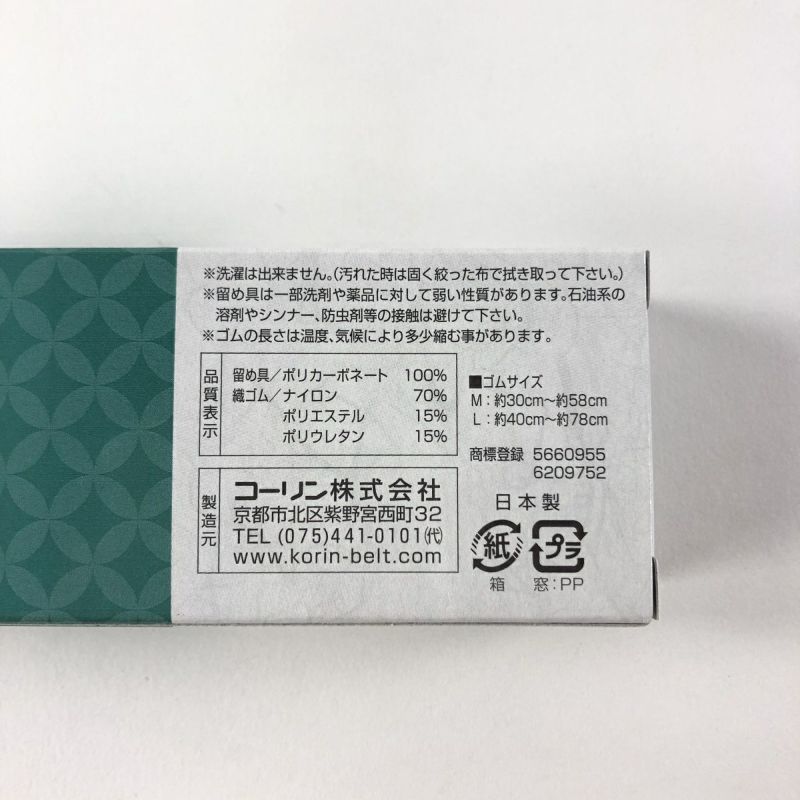 ※洗濯は出来ません。(汚れた時は固く絞った布で拭き取って下さい。)
※留め具は一部洗剤や薬品に対して弱い性質があります。石油系の
溶剤やシンナー、防虫剤等の接触は避けて下さい。
※ゴムの長さは温度、気候により多少縮む事があります。
品質表示
留め具/ポリカーボネート 100%
織ゴム/ナイロン 70%
ポリエステル 15%
ポリウレタン 15%
■ゴムサイズ
M:約30cm〜約58cm
L:約40cm〜約78cm
商標登録 5660955
6209752
製造元
コーリン株式会社
京都市北区紫野宮西町32
TEL (075)441-0101(代)
www.korin-belt.com
日本製
紙
プラ
箱
窓:PP